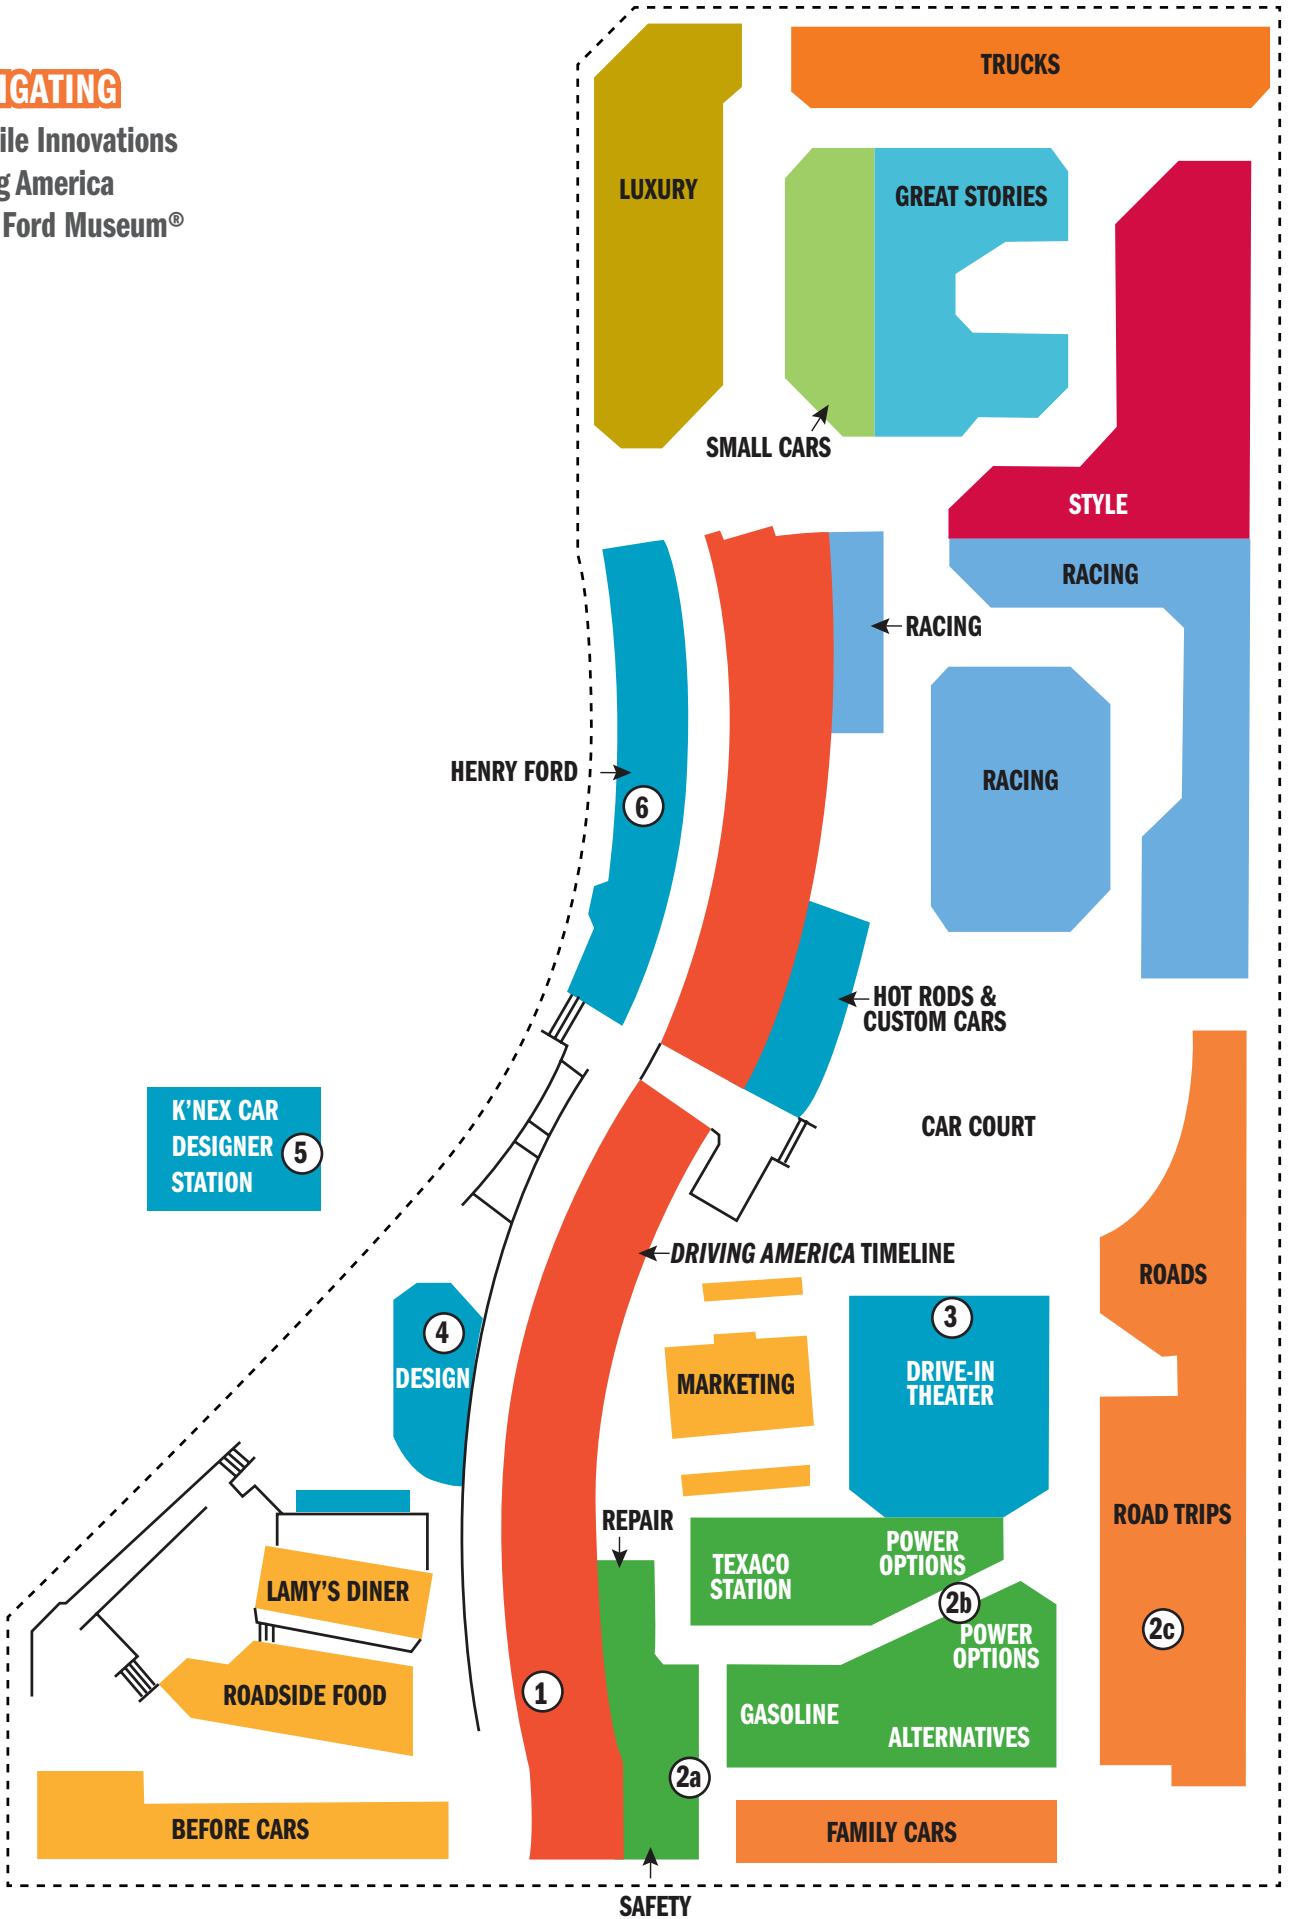 IGATING
ile Innovations
g America
Ford Museum®
TRUCKS
LUXURY
GREAT STORIES
SMALL CARS
STYLE
RACING
RACING
RACING
HENRY FORD
6
HOT RODS &
CUSTOM CARS
K'NEX CAR
DESIGNER
STATION
5
CAR COURT
DRIVING AMERICA TIMELINE
ROADS
4
DESIGN
3
DRIVE-IN
THEATER
MARKETING
REPAIR
ROAD TRIPS
TEXACO
STATION
POWER
OPTIONS
2b
POWER
OPTIONS
2c
LAMY'S DINER
ROADSIDE FOOD
1
GASOLINE
ALTERNATIVES
2a
BEFORE CARS
FAMILY CARS
SAFETY